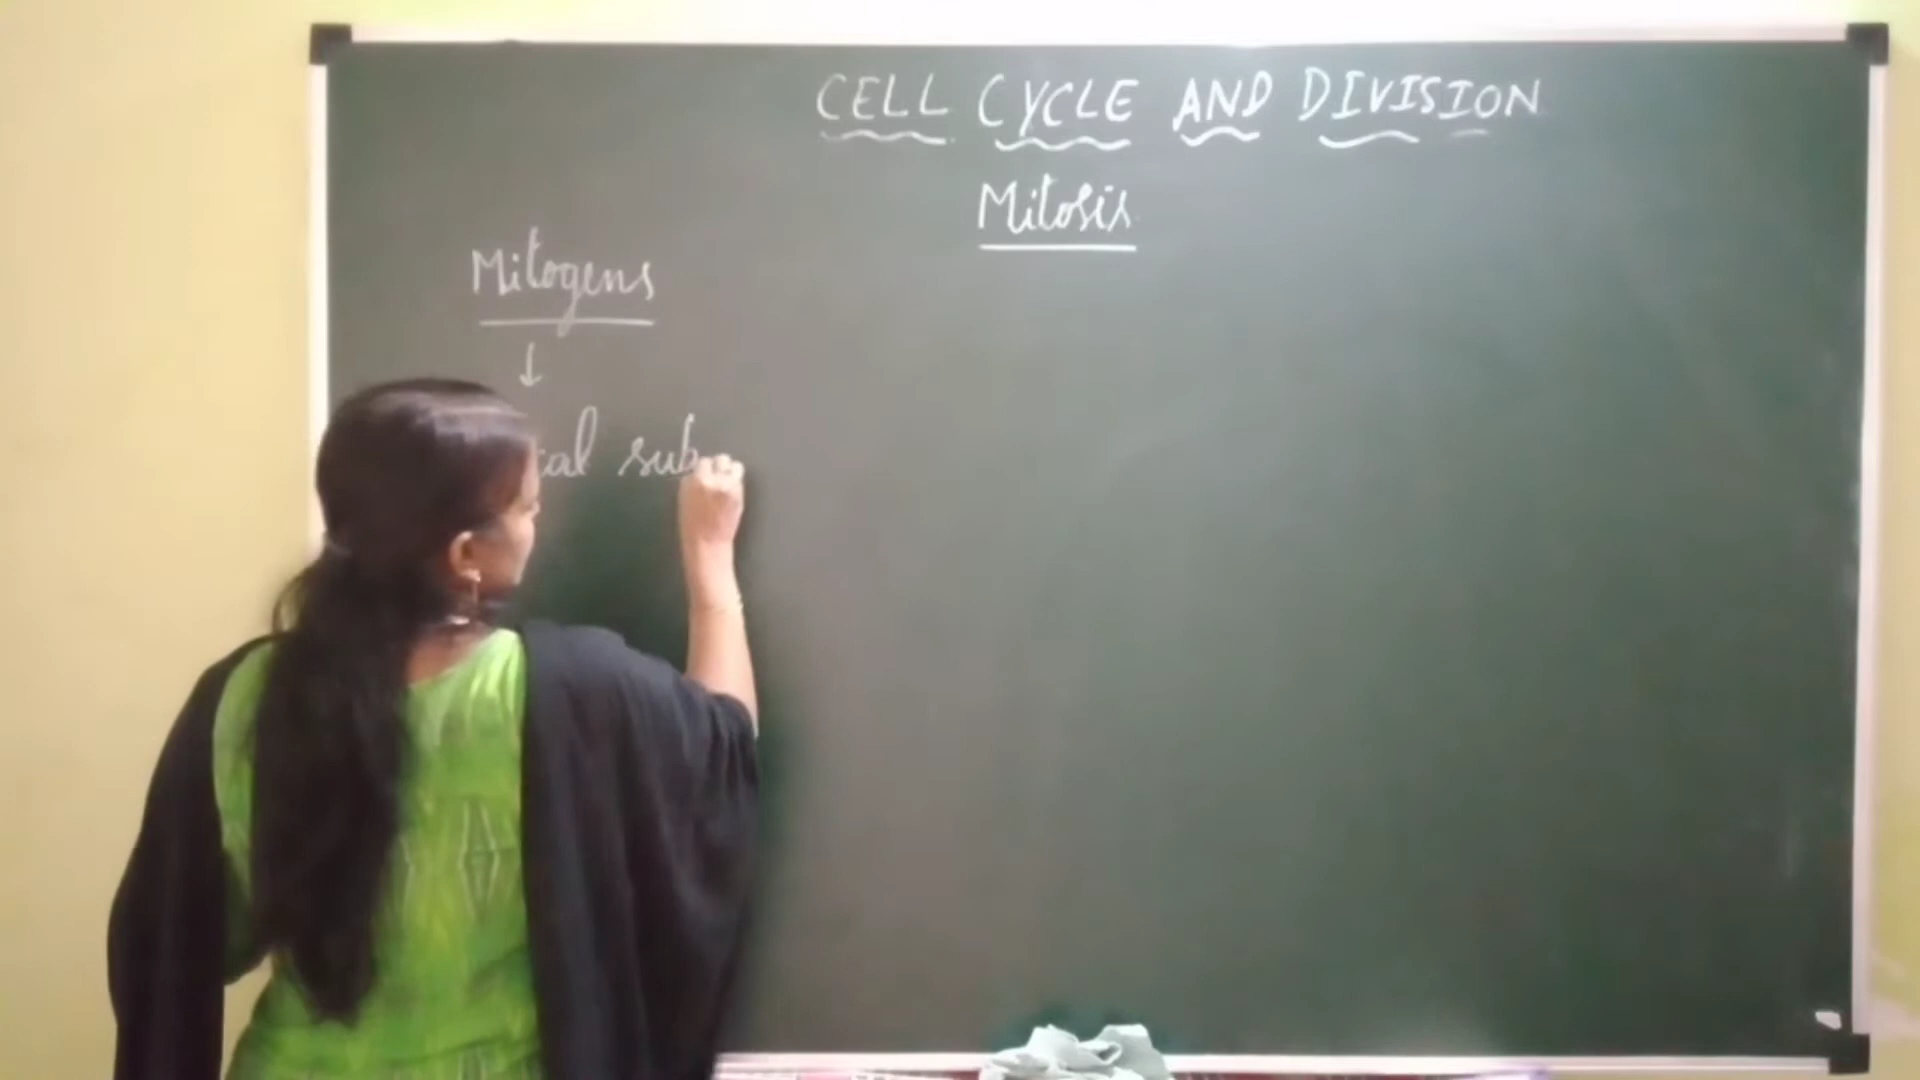 CELL CYCLE AND DIVISION
Mitosis
Mitogens
↓
cal sub